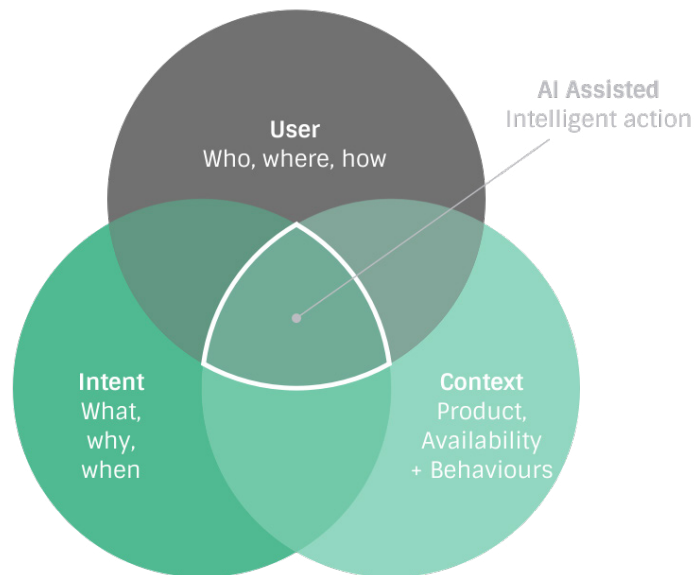 AI Assisted
Intelligent action
User
Who, where, how
Intent
What,
why,
when
Context
Product,
Availability
+ Behaviours